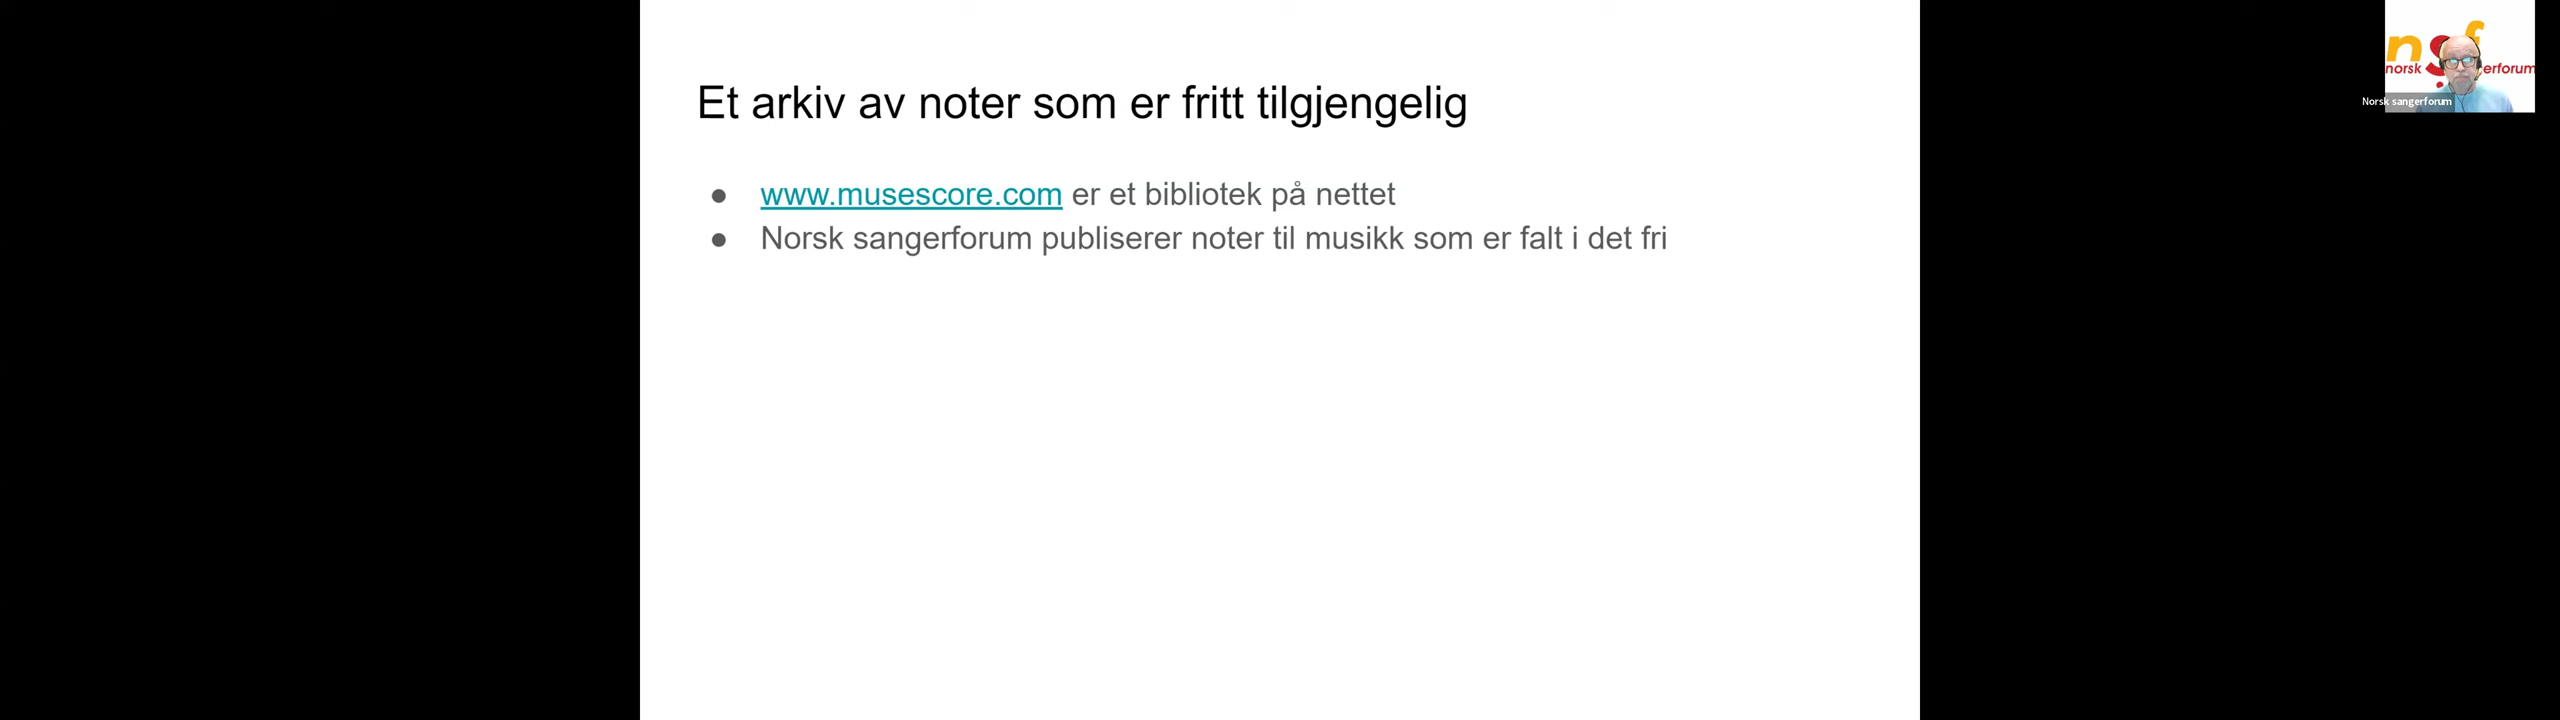 Et arkiv av noter som er fritt tilgjengelig
www.musescore.com er et bibliotek på nettet
Norsk sangerforum publiserer noter til musikk som er falt i det fri
nsf
norsk erforum
Norsk sangerforum